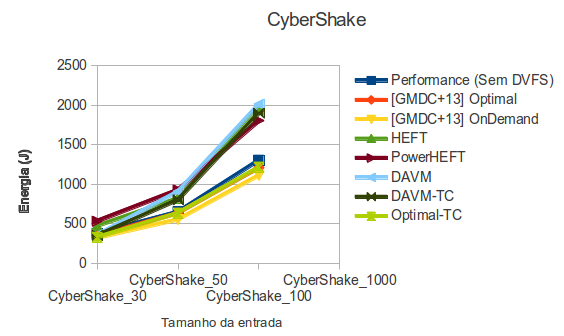 CyberShake
2500
2000
1500
1000
500
0
Energia (J)
CyberShake_50
CyberShake_1000
CyberShake_30
CyberShake_100
Tamanho da entrada
Performance (Sem DVFS)
[GMDC+13] Optimal
[GMDC+13] OnDemand
HEFT
PowerHEFT
DAVM
DAVM-TC
Optimal-TC